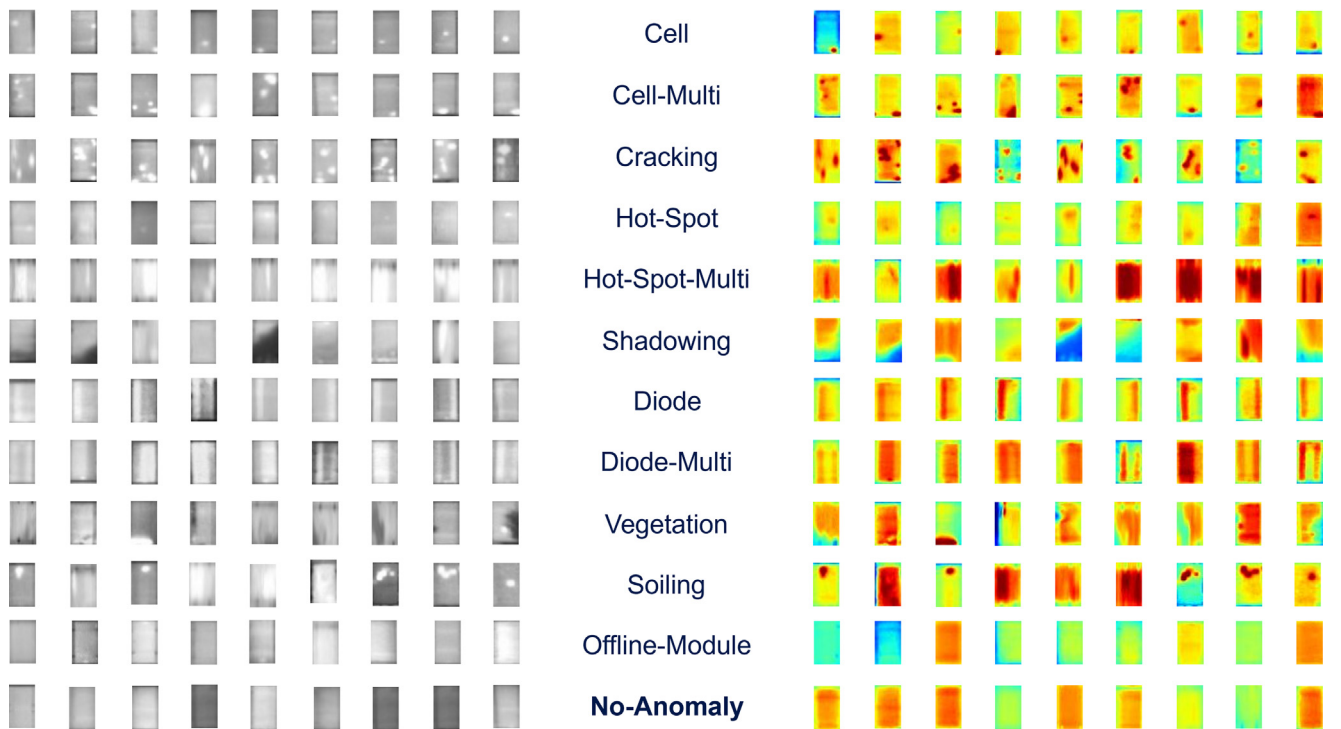 Cell
Cell-Multi
Cracking
Hot-Spot
Hot-Spot-Multi
Shadowing
Diode
Diode-Multi
Vegetation
Soiling
Offline-Module
No-Anomaly